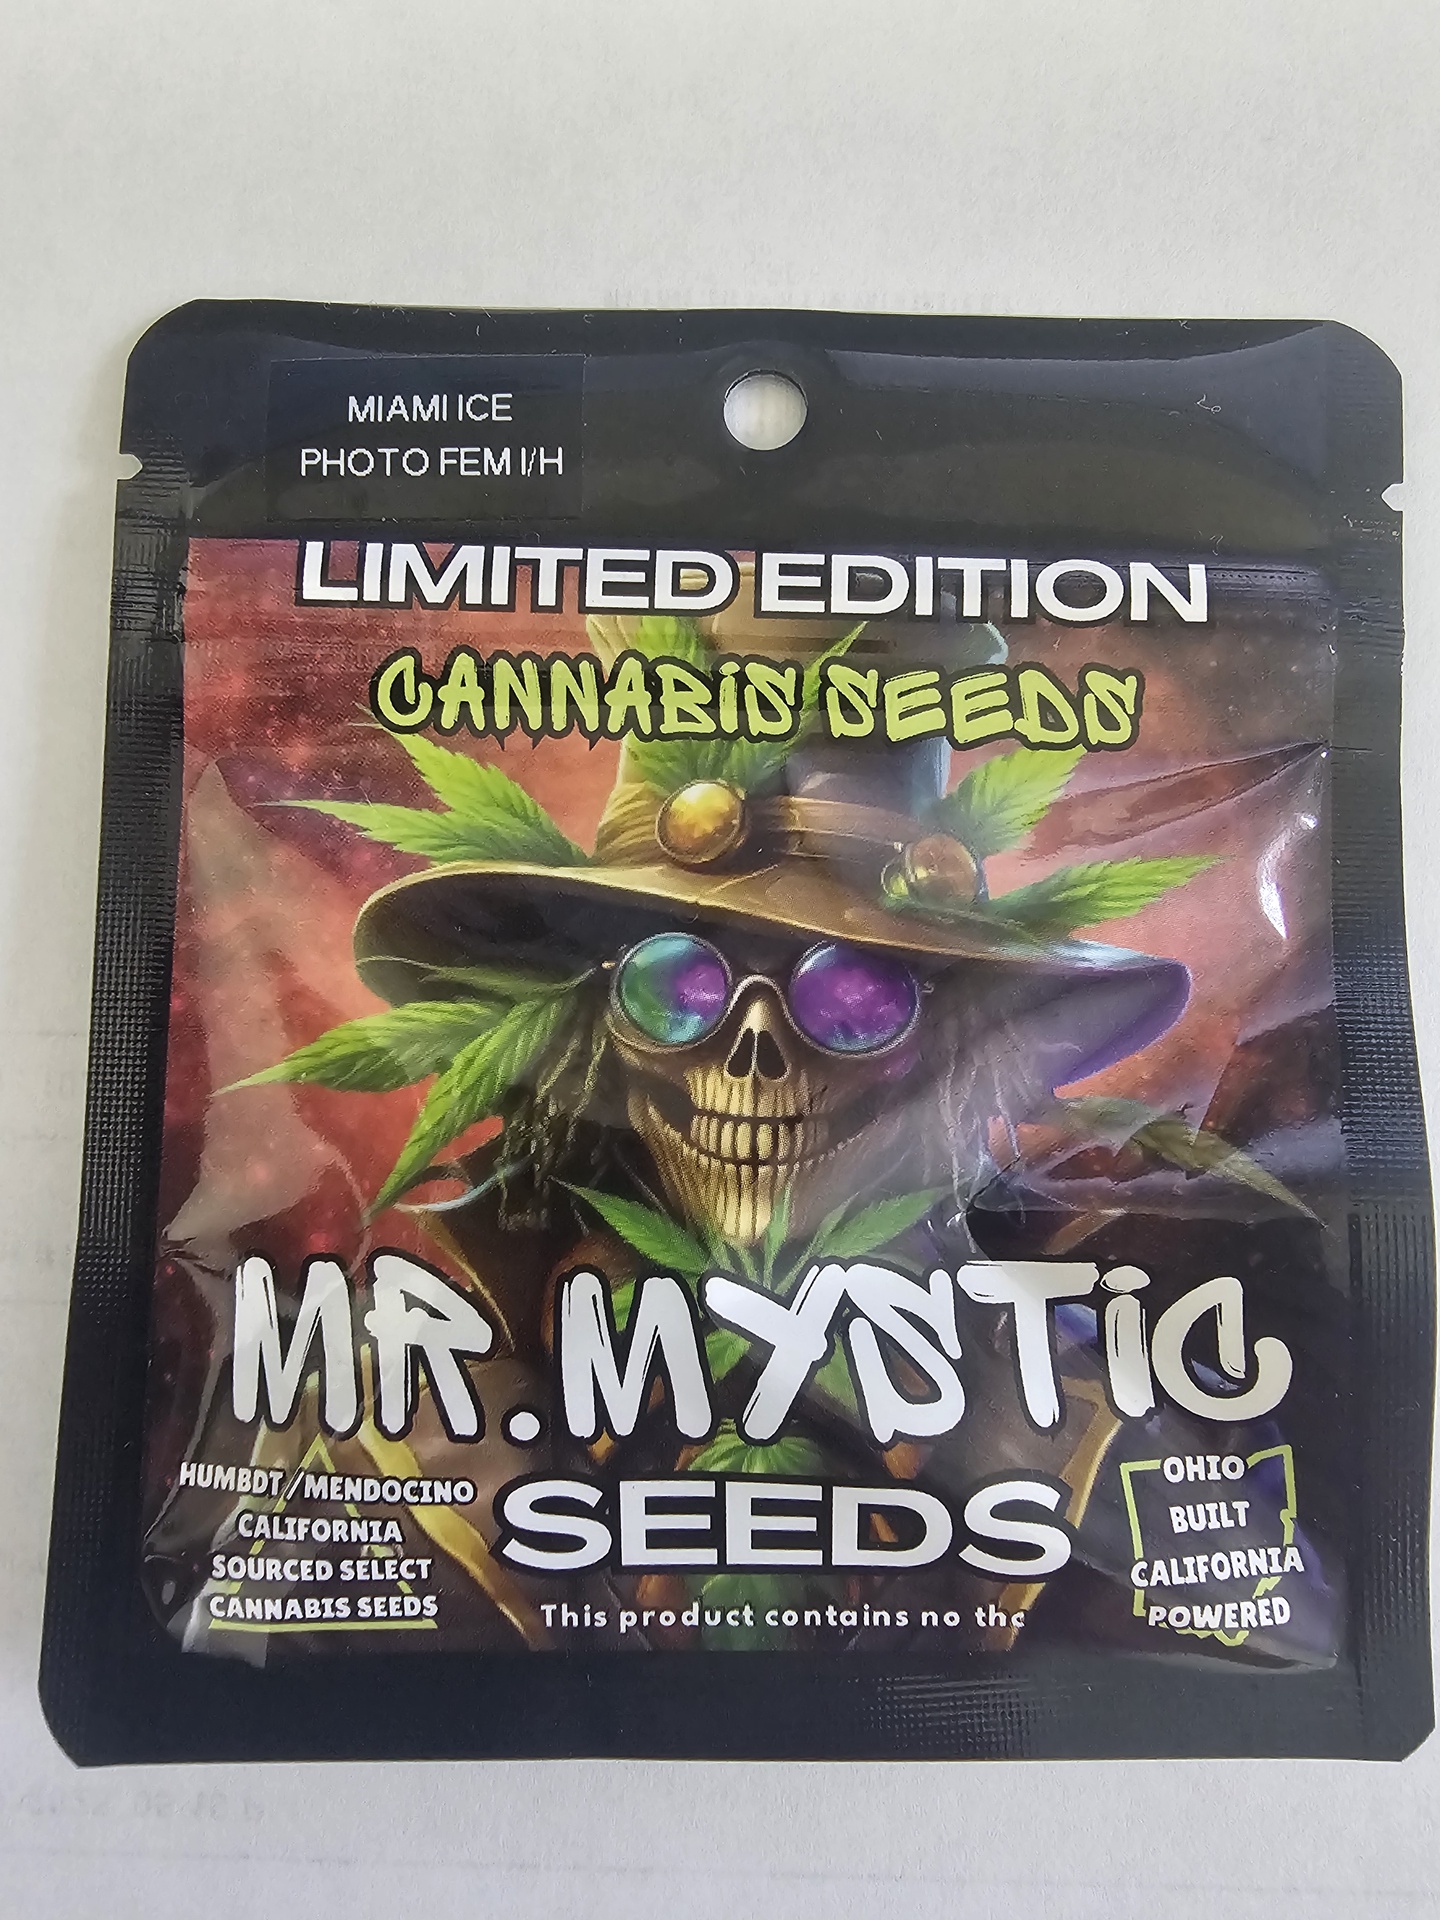 MIAMI ICE
PHOTO FEM I/H
LIMITED EDITION
CANNABIS SEEDS
MR. MYSTIC
SEEDS
HUMBDT/MENDOCINO
CALIFORNIA
SOURCED SELECT
CANNABIS SEEDS
This product contains no thc
OHIO
BUILT
CALIFORNIA
POWERED